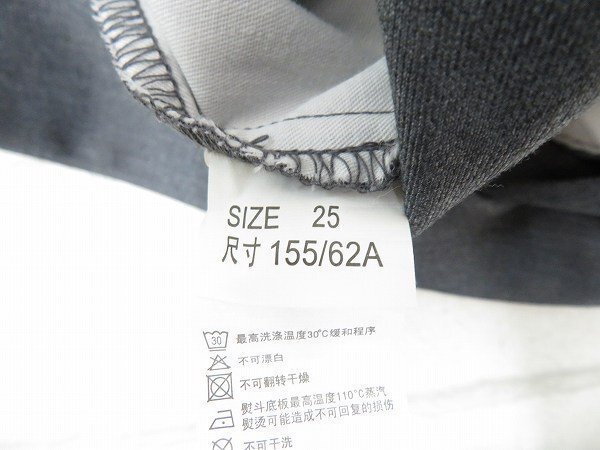 SIZE 25
尺寸 155/62A
30 最高洗涤温度30°C缓和程序
不可漂白
不可翻转干燥
熨斗底板最高温度110°C蒸汽
熨烫可能造成不可回复的损伤
不可干洗